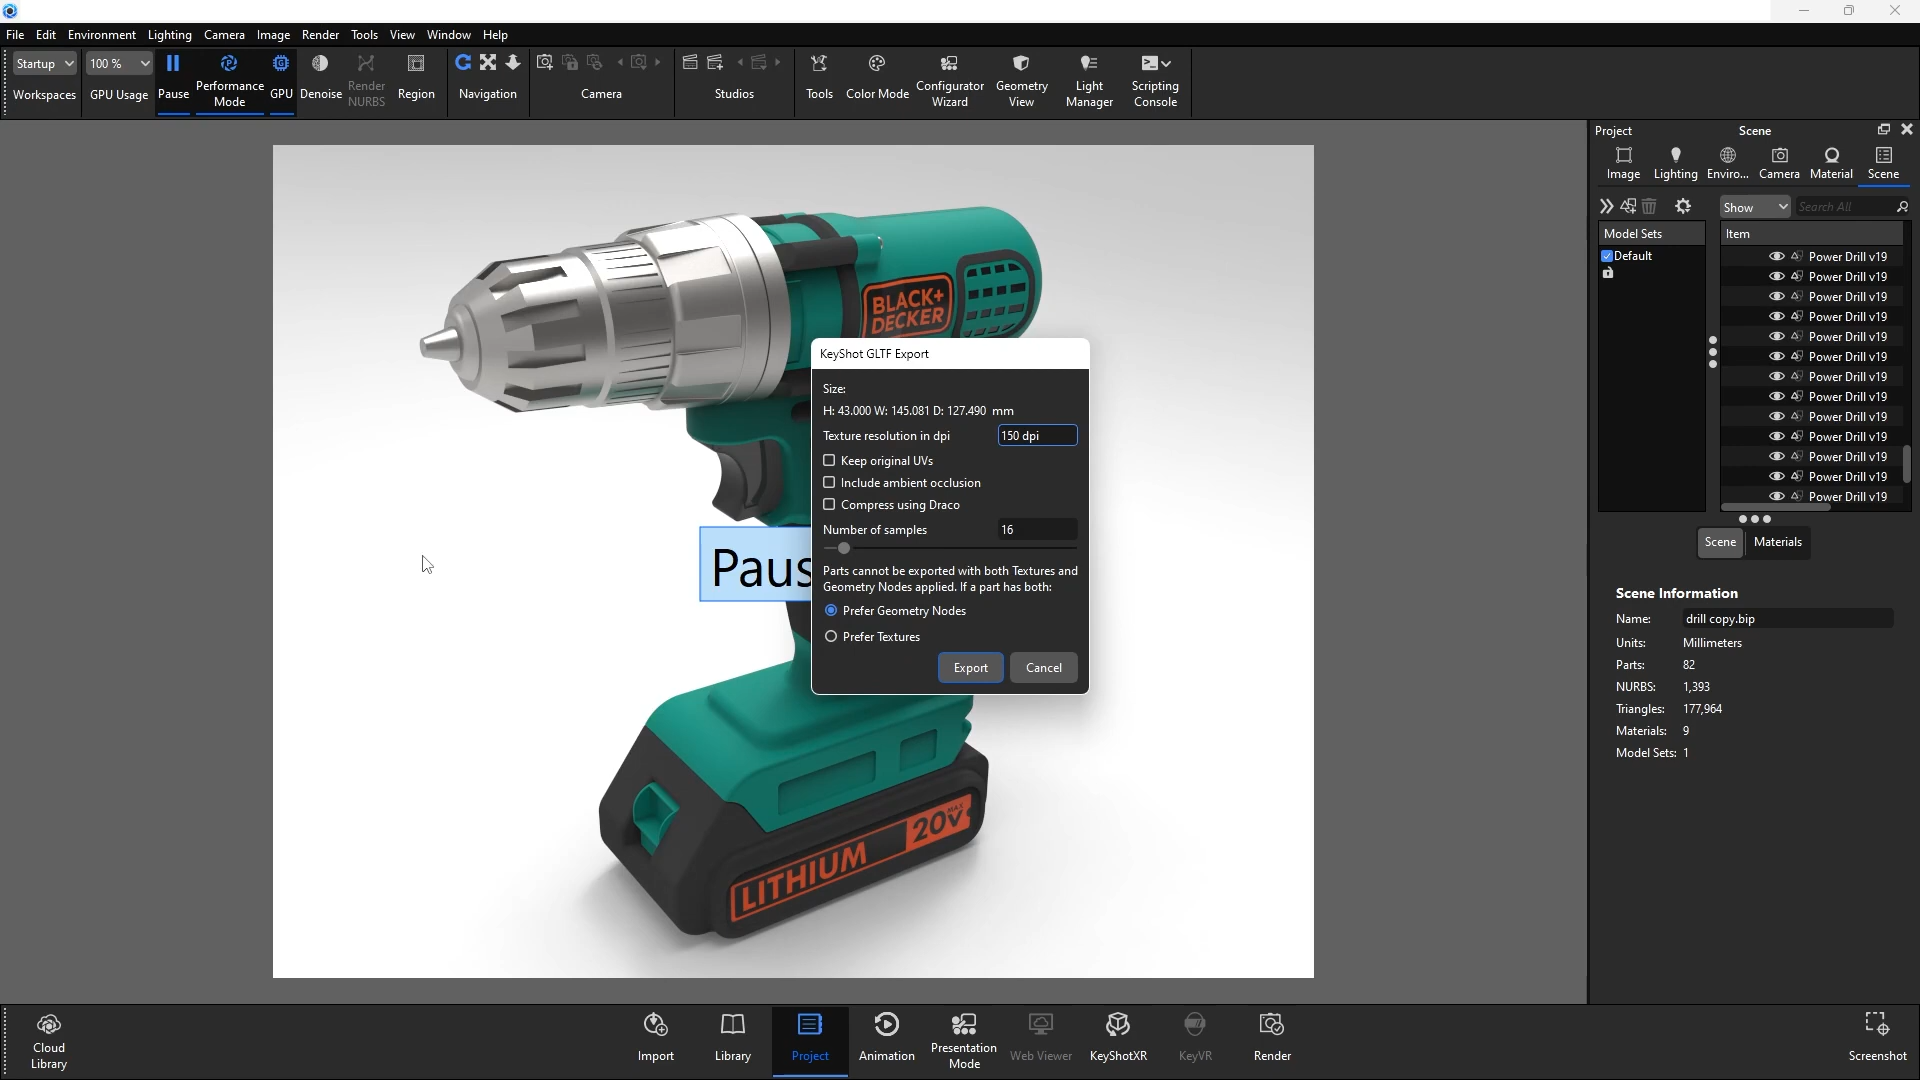 File Edit Environment Lighting Camera Image Render Tools View Window Help
Startup 100 %
Workspaces GPU Usage Pause Performance Mode GPU Denoise Render NURBS Region Navigation Camera Studios Tools Color Mode Configurator Wizard Geometry View Light Manager Scripting Console
Project Scene
Image Lighting Enviro... Camera Material Scene
Show Search All
Model Sets Item
Default
Power Drill v19
Power Drill v19
Power Drill v19
Power Drill v19
Power Drill v19
Power Drill v19
Power Drill v19
Power Drill v19
Power Drill v19
Power Drill v19
Power Drill v19
Power Drill v19
Power Drill v19
Scene Materials
Scene Information
Name: drill copy.bip
Units: Millimeters
Parts: 82
NURBS: 1,393
Triangles: 177,964
Materials: 9
Model Sets: 1
BLACK+
DECKER
KeyShot GLTF Export
Size:
H: 43.000 W: 145.081 D: 127.490 mm
Texture resolution in dpi 150 dpi
Keep original UVs
Include ambient occlusion
Compress using Draco
Number of samples 16
Parts cannot be exported with both Textures and
Geometry Nodes applied. If a part has both:
Prefer Geometry Nodes
Prefer Textures
Export Cancel
Paus
LITHIUM 20V MAX
Cloud Library Import Library Project Animation Presentation Mode Web Viewer KeyShotXR KeyVR Render Screenshot